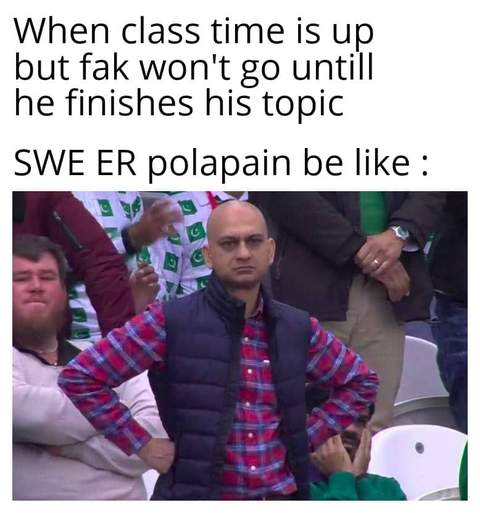 When class time is up
but fak won't go untill
he finishes his topic
SWE ER polapain be like :